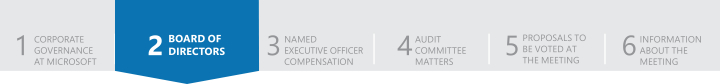 1 CORPORATE
GOVERNANCE
AT MICROSOFT
2 BOARD OF
DIRECTORS
3 NAMED
EXECUTIVE OFFICER
COMPENSATION
4 AUDIT
COMMITTEE
MATTERS
5 PROPOSALS TO
BE VOTED AT
THE MEETING
6 INFORMATION
ABOUT THE
MEETING